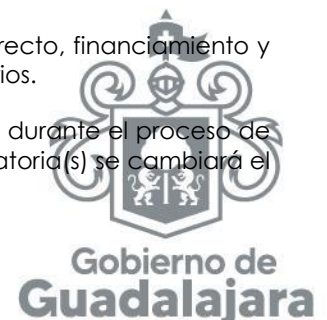 recto, financiamiento y
ios.
durante el proceso de
atoria(s) se cambiará el
Gobierno de
Guadalajara